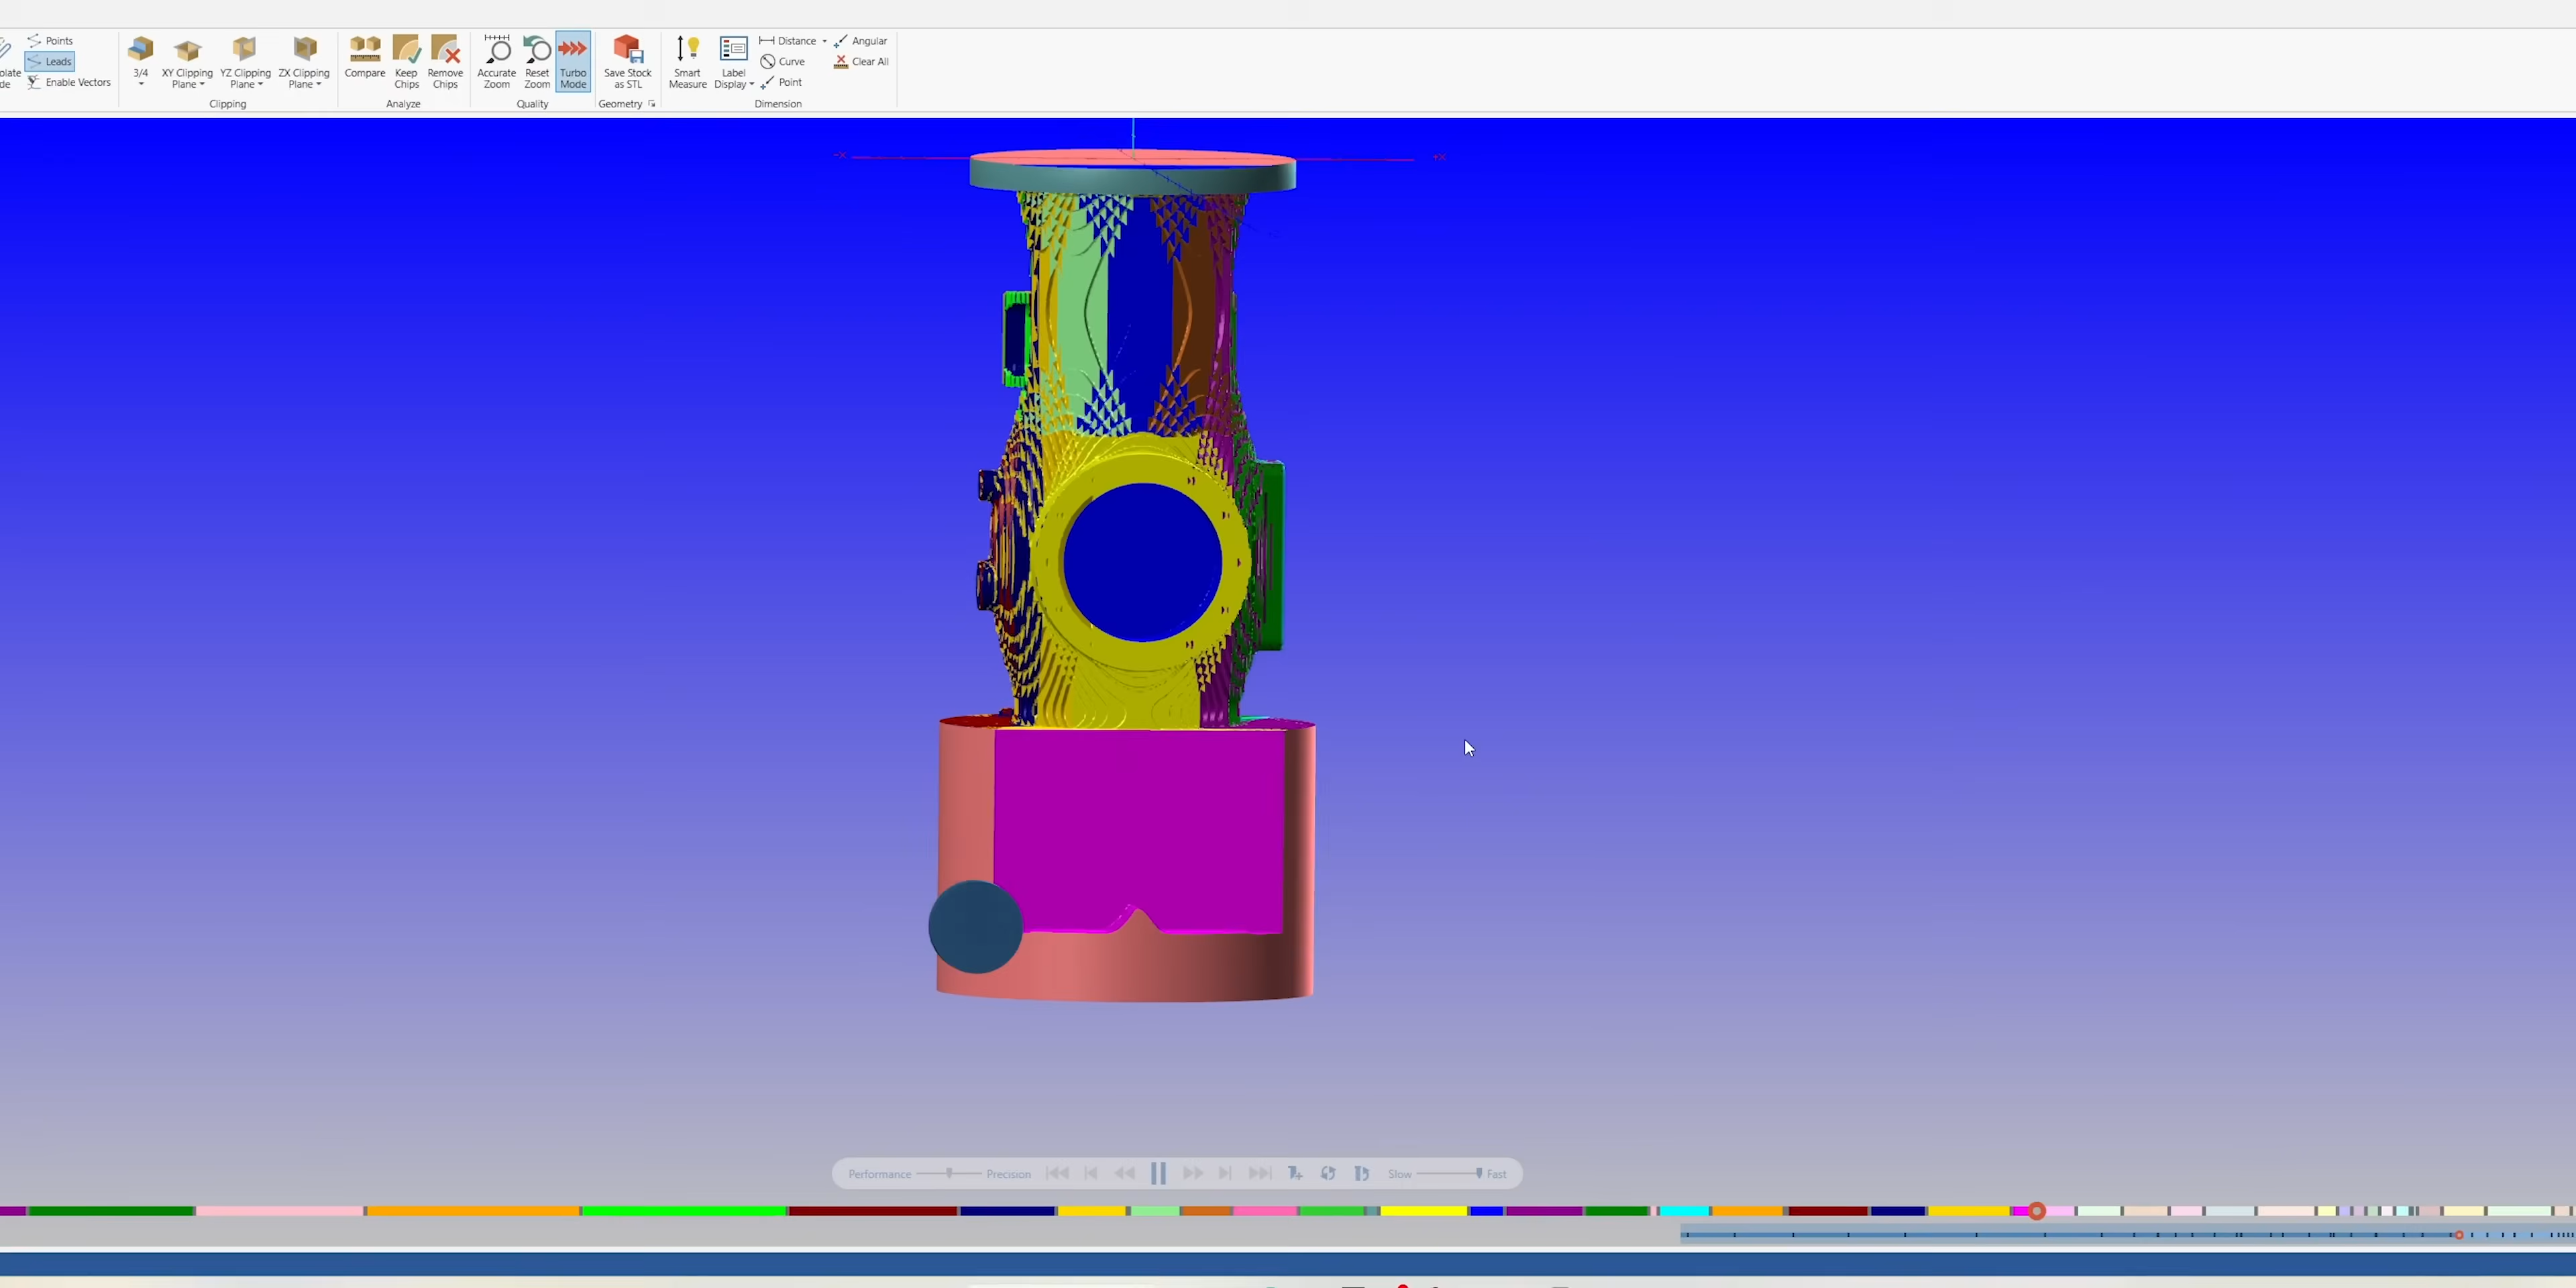 Points
Leads
Enable Vectors
3/4
XY Clipping Plane
YZ Clipping Plane
ZX Clipping Plane
Clipping
Compare
Keep Chips
Remove Chips
Analyze
Accurate Zoom
Reset Zoom
Turbo Mode
Quality
Save Stock as STL
Geometry
Smart Measure
Label Display
Distance
Curve
Point
Angular
Clear All
Dimension
-X
+X
Performance
Precision
Slow
Fast